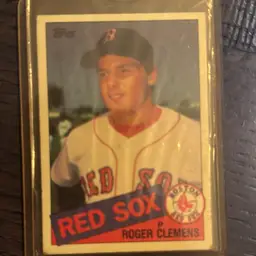 Topps
B
RED SOX
RED SOX
BOSTON
RED SOX
P
ROGER CLEMENS